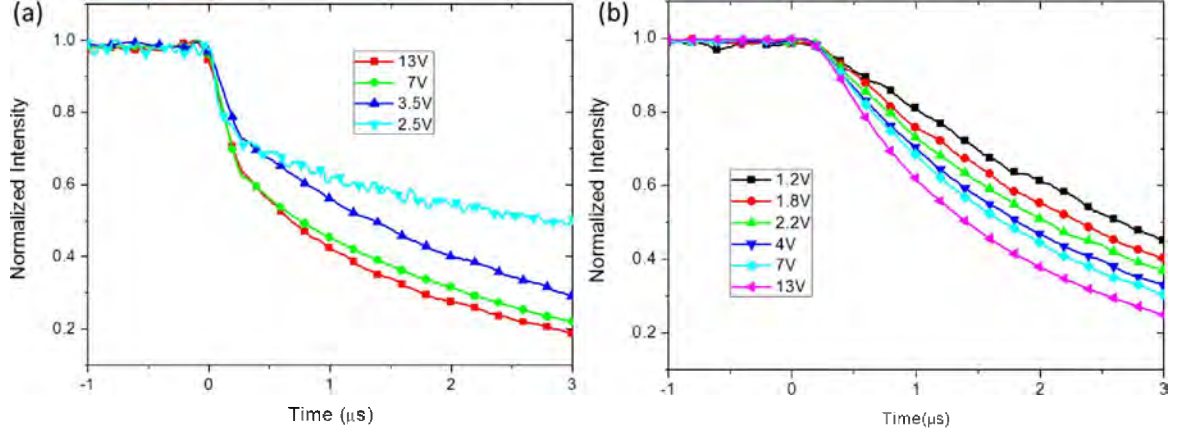 (a)
1.0
0.8
0.6
0.4
0.2
Normalized Intensity
13V
7V
3.5V
2.5V
-1
0
1
2
3
Time (μs)
(b)
1.0
0.8
0.6
0.4
0.2
Normalized Intensity
1.2V
1.8V
2.2V
4V
7V
13V
-1
0
1
2
3
Time(μs)